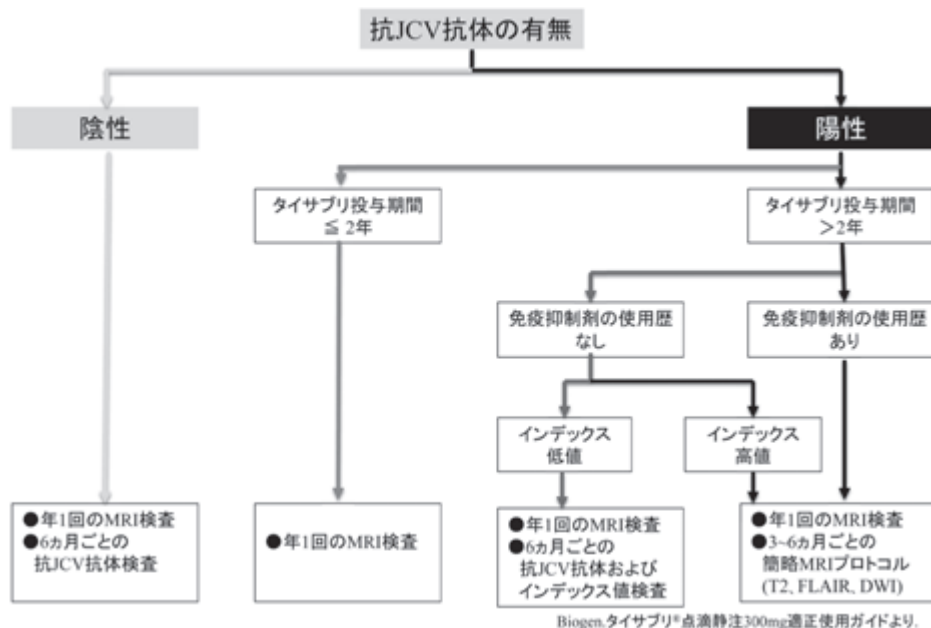 抗JCV抗体の有無
陰性
陽性
タイサブリ投与期間
≦ 2年
タイサブリ投与期間
＞2年
免疫抑制剤の使用歴
なし
免疫抑制剤の使用歴
あり
インデックス
低値
インデックス
高値
●年1回のMRI検査
●6ヵ月ごとの
抗JCV抗体検査
●年1回のMRI検査
●年1回のMRI検査
●6ヵ月ごとの
抗JCV抗体および
インデックス値検査
●年1回のMRI検査
●3~6ヵ月ごとの
簡略MRIプロトコル
(T2、FLAIR、DWI)
Biogen.タイサブリ®点滴静注300mg適正使用ガイドより.